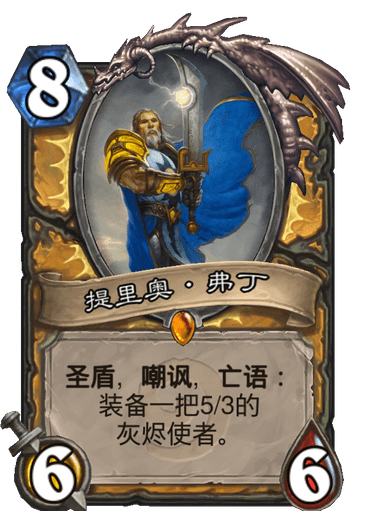 8
提里奥·弗丁
圣盾，嘲讽，亡语：
装备一把5/3的
灰烬使者。
6
6